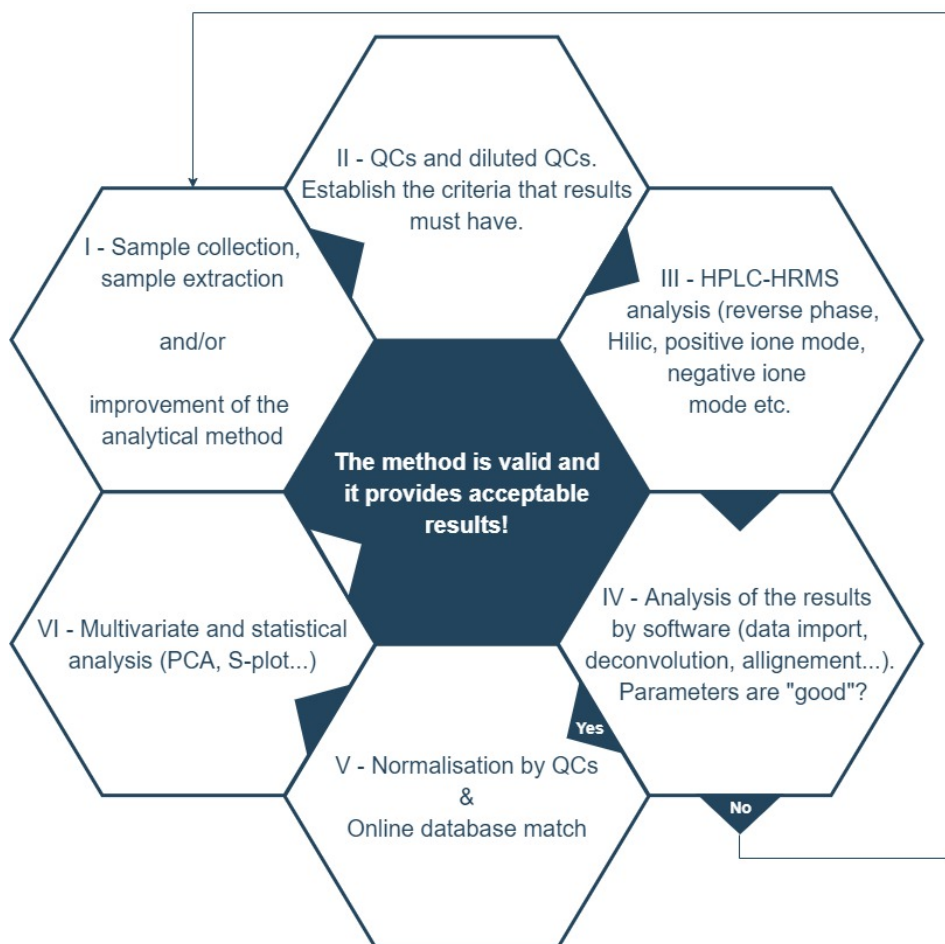 I - Sample collection,
sample extraction
and/or
improvement of the
analytical method
II - QCs and diluted QCs.
Establish the criteria that results
must have.
III - HPLC-HRMS
analysis (reverse phase,
Hilic, positive ione mode,
negative ione
mode etc.
IV - Analysis of the results
by software (data import,
deconvolution, allignement...).
Parameters are "good"?
Yes
No
V - Normalisation by QCs
&
Online database match
VI - Multivariate and statistical
analysis (PCA, S-plot...)
The method is valid and
it provides acceptable
results!